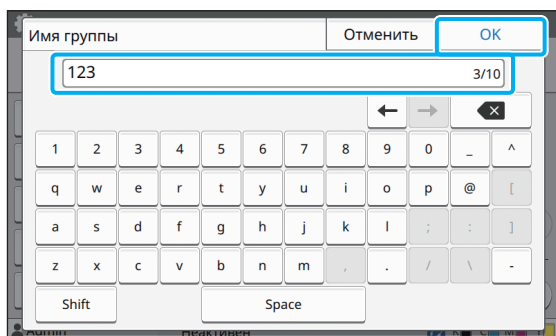 Имя группы Отменить OK
123 3/10
← →
1 2 3 4 5 6 7 8 9 0 _ ^
q w e r t y u i o p @ [
a s d f g h j k l ; : ]
z x c v b n m , . / \ -
Shift Space
Admin Неактивен